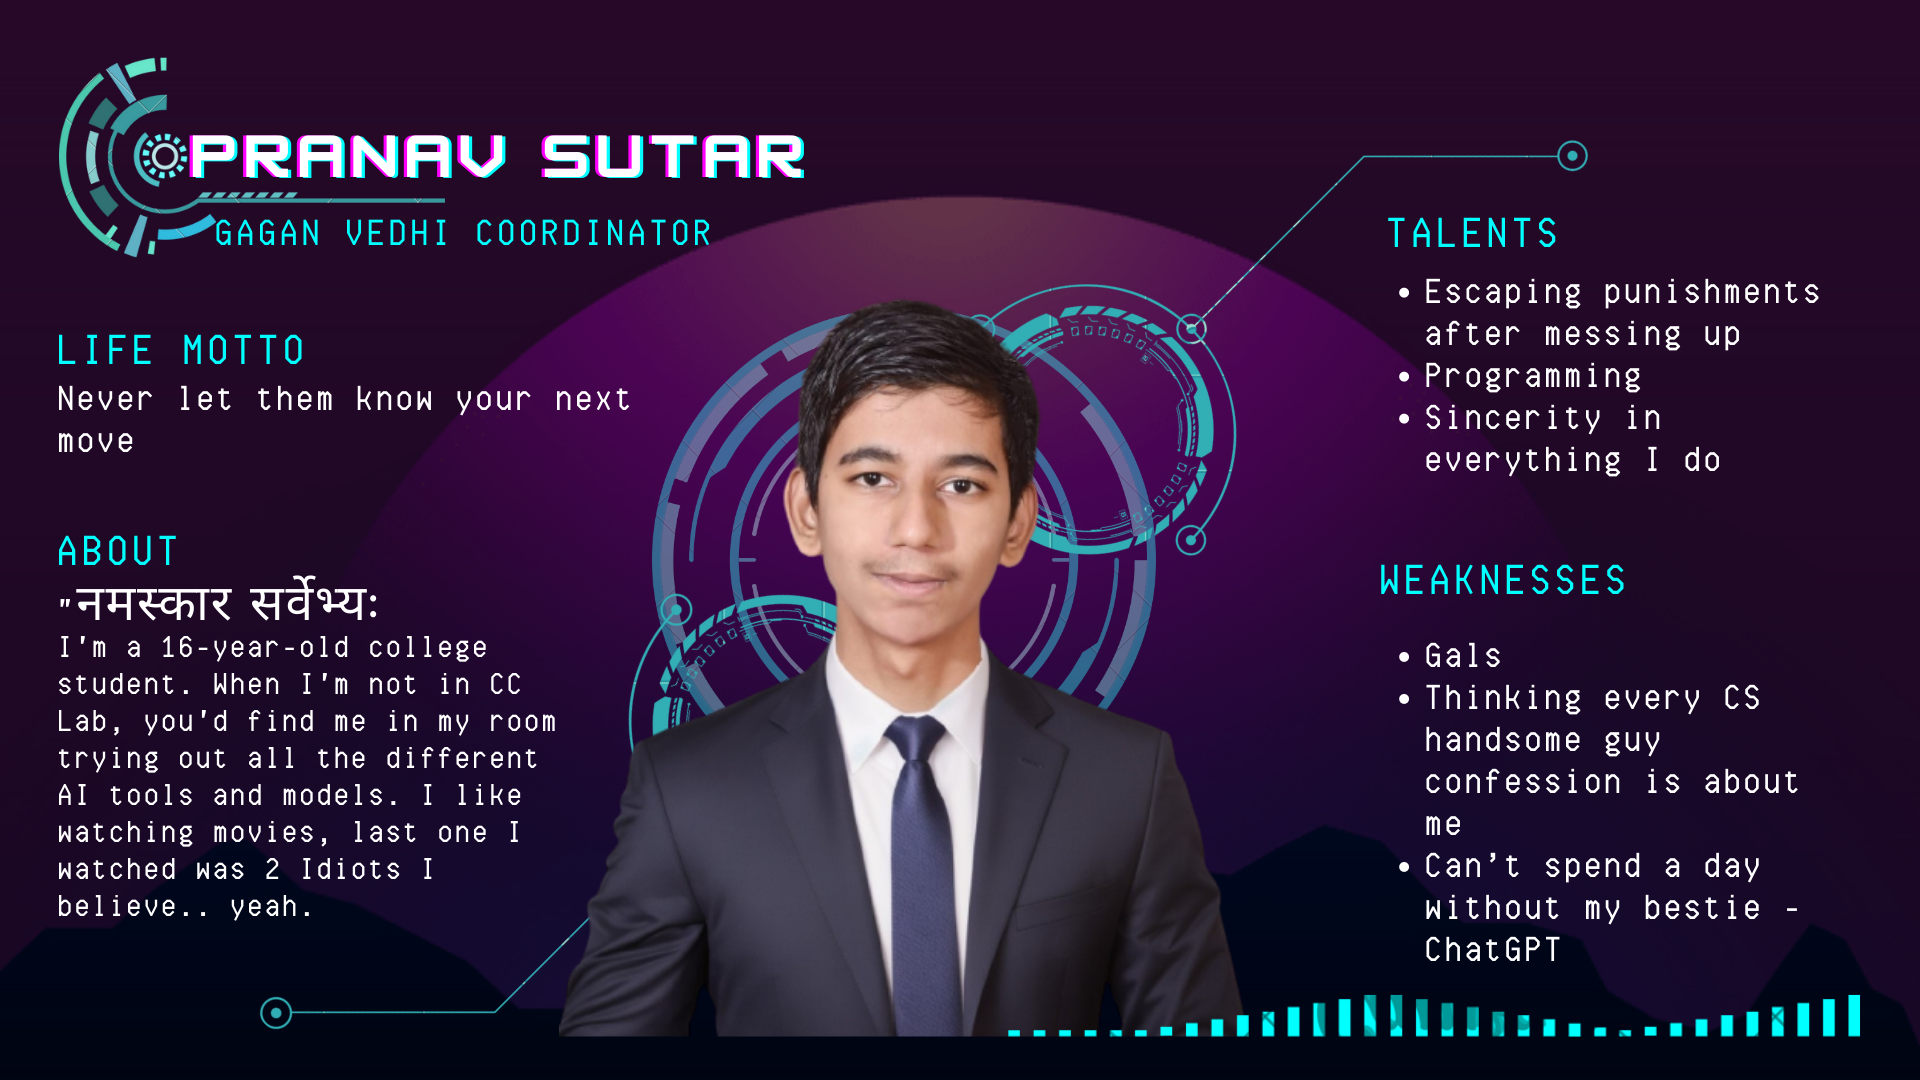 PRANAV SUTAR
GAGAN VEDHI COORDINATOR
LIFE MOTTO
Never let them know your next
move
ABOUT
"नमस्कार सर्वेभ्यः
I'm a 16-year-old college
student. When I'm not in CC
Lab, you'd find me in my room
trying out all the different
AI tools and models. I like
watching movies, last one I
watched was 2 Idiots I
believe.. yeah.
TALENTS
• Escaping punishments
after messing up
• Programming
• Sincerity in
everything I do
WEAKNESSES
• Gals
• Thinking every CS
handsome guy
confession is about
me
• Can’t spend a day
without my bestie -
ChatGPT